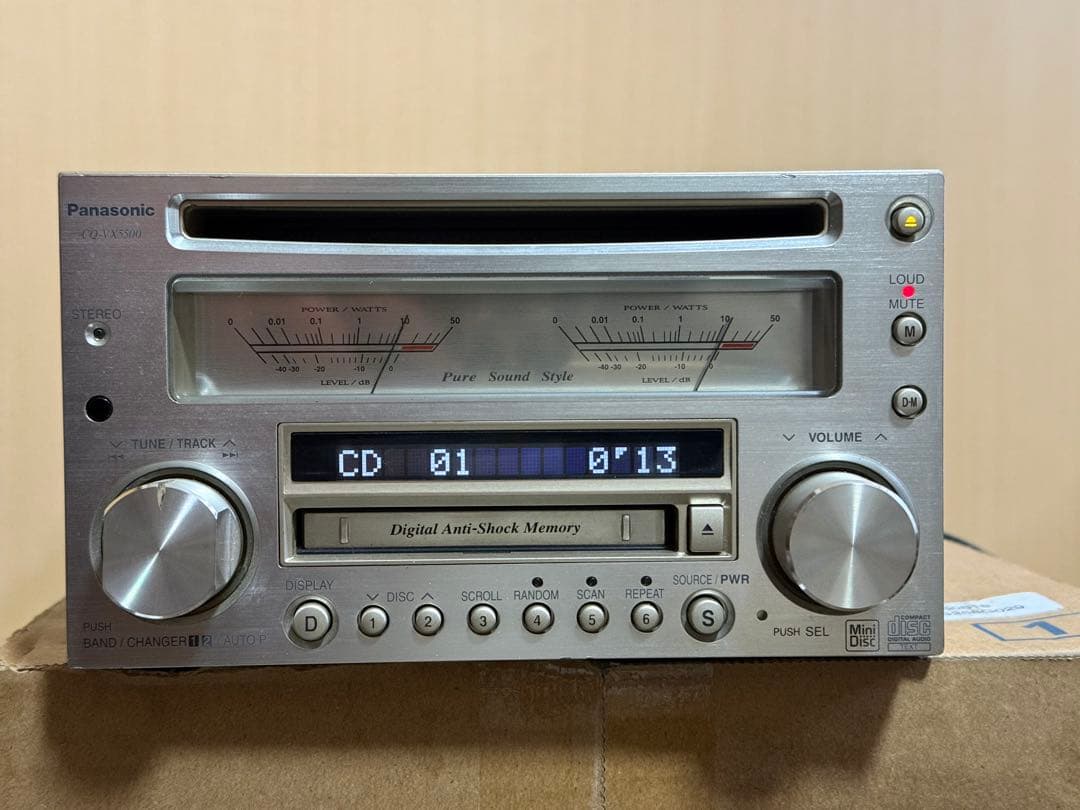 Panasonic
CQ-VX5500
LOUD
MUTE
M
D·M
STEREO
POWER / WATTS
0 0.01 0.1 1 10 50
-40 -30 -20 -10 0
LEVEL / dB
POWER / WATTS
0 0.01 0.1 1 10 50
-40 -30 -20 -10 0
LEVEL / dB
Pure Sound Style
TUNE / TRACK
VOLUME
CD 01 0'13
Digital Anti-Shock Memory
DISPLAY
D
DISC
1
2
SCROLL
3
RANDOM
4
SCAN
5
REPEAT
6
SOURCE / PWR
S
PUSH
BAND / CHANGER 1 2 / AUTO P
PUSH SEL
Mini
Disc
COMPACT
disc
DIGITAL AUDIO
TEXT
1